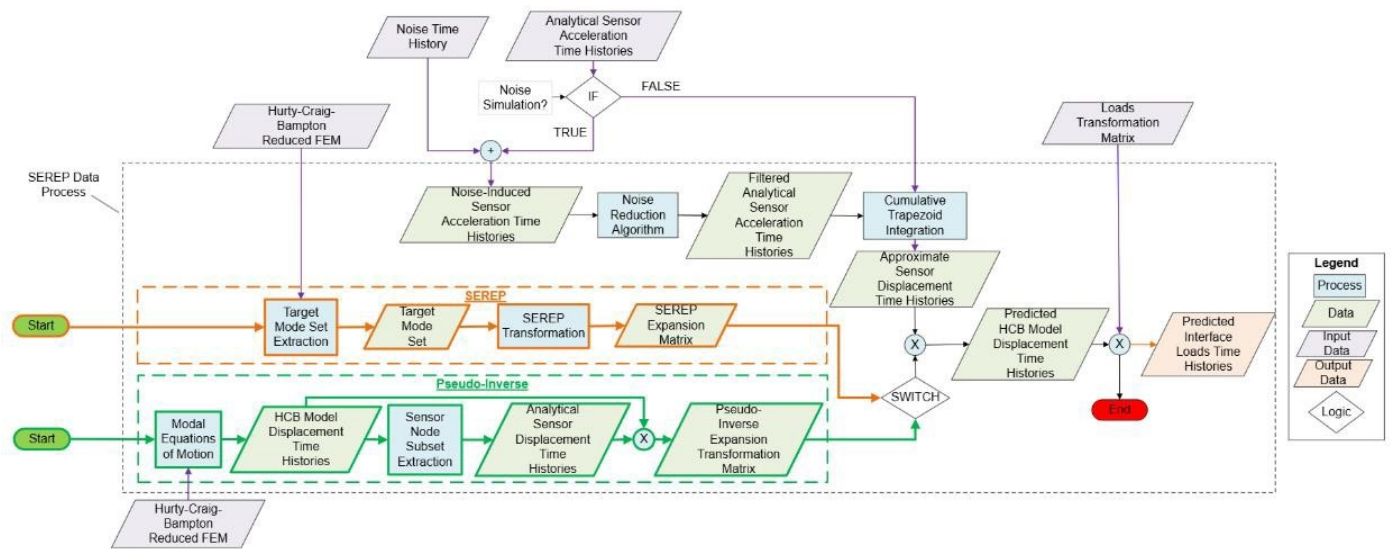 Noise Time
History
Analytical Sensor
Acceleration
Time Histories
Noise
Simulation?
IF
FALSE
TRUE
Hurty-Craig-
Bampton
Reduced FEM
Loads
Transformation
Matrix
+
SEREP Data
Process
Noise-Induced
Sensor
Acceleration Time
Histories
Noise
Reduction
Algorithm
Filtered
Analytical
Sensor
Acceleration
Time
Histories
Cumulative
Trapezoid
Integration
Approximate
Sensor
Displacement
Time Histories
SEREP
Start
Target
Mode Set
Extraction
Target
Mode
Set
SEREP
Transformation
SEREP
Expansion
Matrix
X
Predicted
HCB Model
Displacement
Time
Histories
X
Predicted
Interface
Loads Time
Histories
SWITCH
End
Pseudo-Inverse
Start
Modal
Equations
of Motion
HCB Model
Displacement
Time
Histories
Sensor
Node
Subset
Extraction
Analytical
Sensor
Displacement
Time
Histories
X
Pseudo-
Inverse
Expansion
Transformation
Matrix
Hurty-Craig-
Bampton
Reduced FEM
Legend
Process
Data
Input
Data
Output
Data
Logic